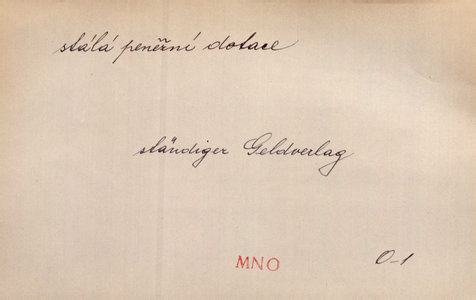 stálá peněžní dotace
ständiger Geldverlag
MNO
O-1